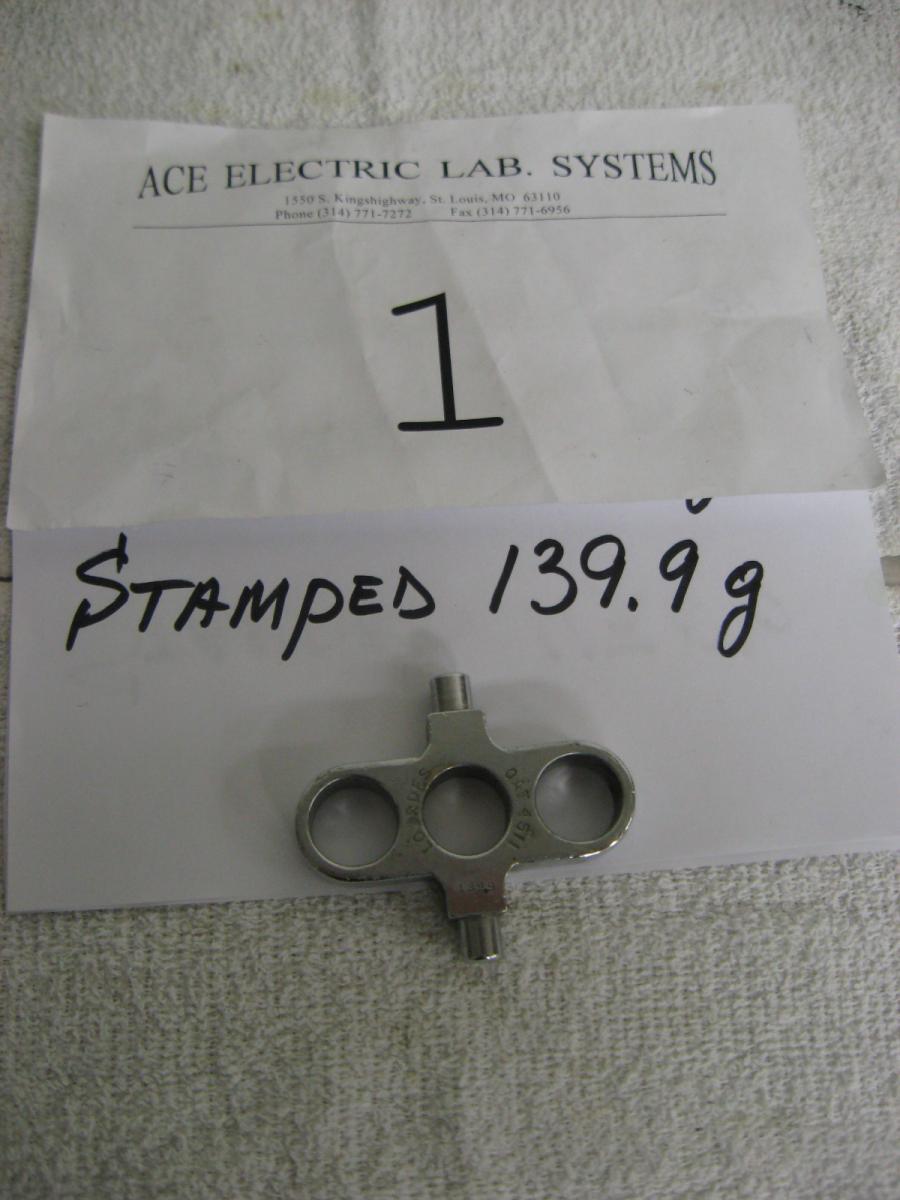 ACE ELECTRIC LAB. SYSTEMS
1550 S. Kingshighway, St. Louis, MO 63110
Phone (314) 771-7272 Fax (314) 771-6956
1
STAMPED 139.9 g
LOURDES